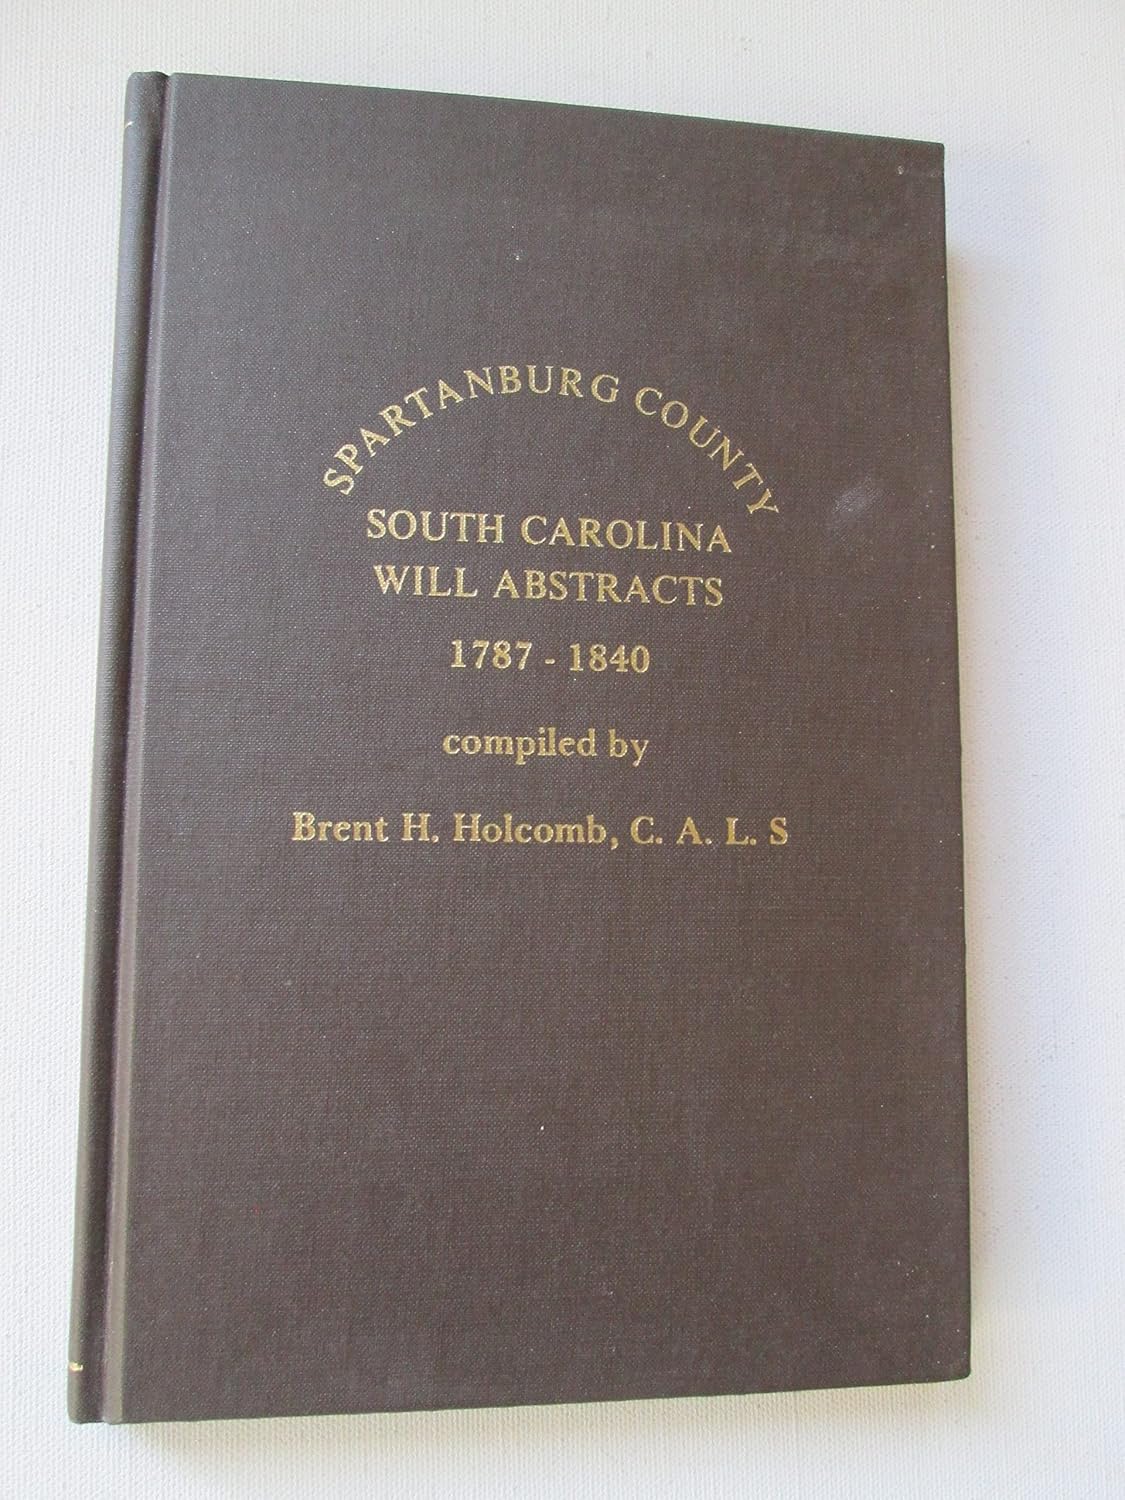 SPARTANBURG COUNTY
SOUTH CAROLINA
WILL ABSTRACTS
1787 - 1840
compiled by
Brent H. Holcomb, C. A. L. S